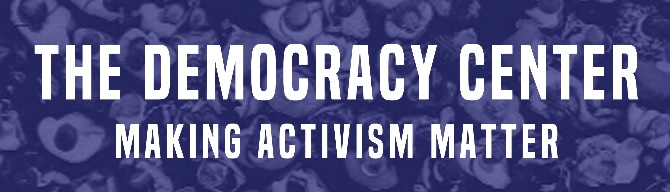 THE DEMOCRACY CENTER
MAKING ACTIVISM MATTER